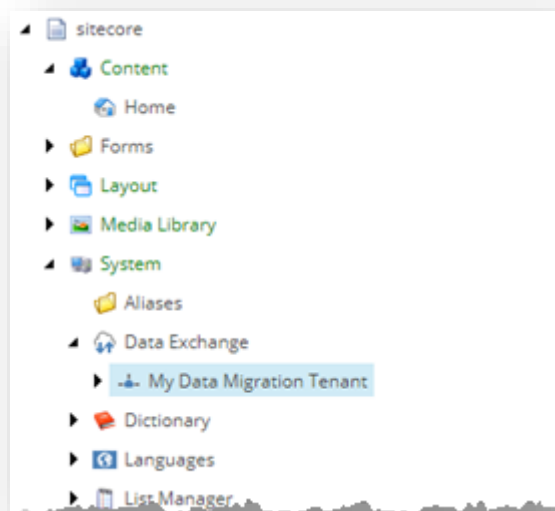 sitecore
Content
Home
Forms
Layout
Media Library
System
Aliases
Data Exchange
My Data Migration Tenant
Dictionary
Languages
List Manager